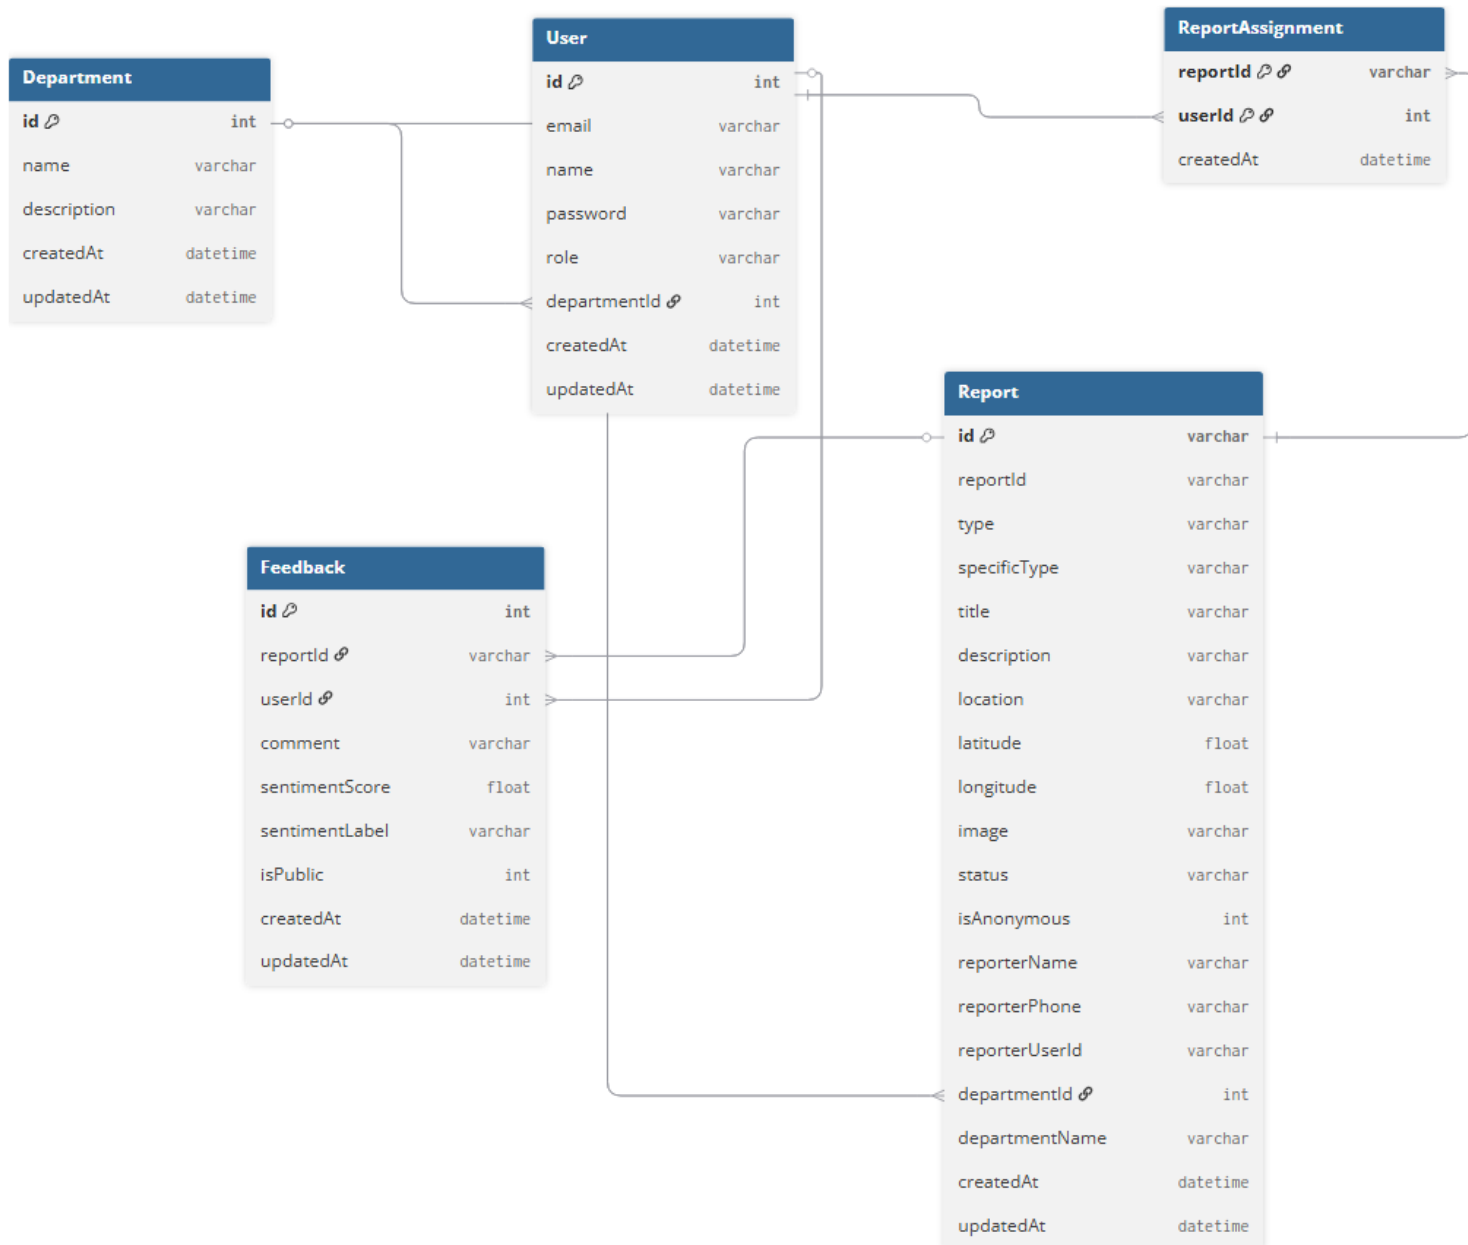 Department
id int
name varchar
description varchar
createdAt datetime
updatedAt datetime
User
id int
email varchar
name varchar
password varchar
role varchar
departmentId int
createdAt datetime
updatedAt datetime
ReportAssignment
reportId varchar
userId int
createdAt datetime
Feedback
id int
reportId varchar
userId int
comment varchar
sentimentScore float
sentimentLabel varchar
isPublic int
createdAt datetime
updatedAt datetime
Report
id varchar
reportId varchar
type varchar
specificType varchar
title varchar
description varchar
location varchar
latitude float
longitude float
image varchar
status varchar
isAnonymous int
reporterName varchar
reporterPhone varchar
reporterUserId varchar
departmentId int
departmentName varchar
createdAt datetime
updatedAt datetime